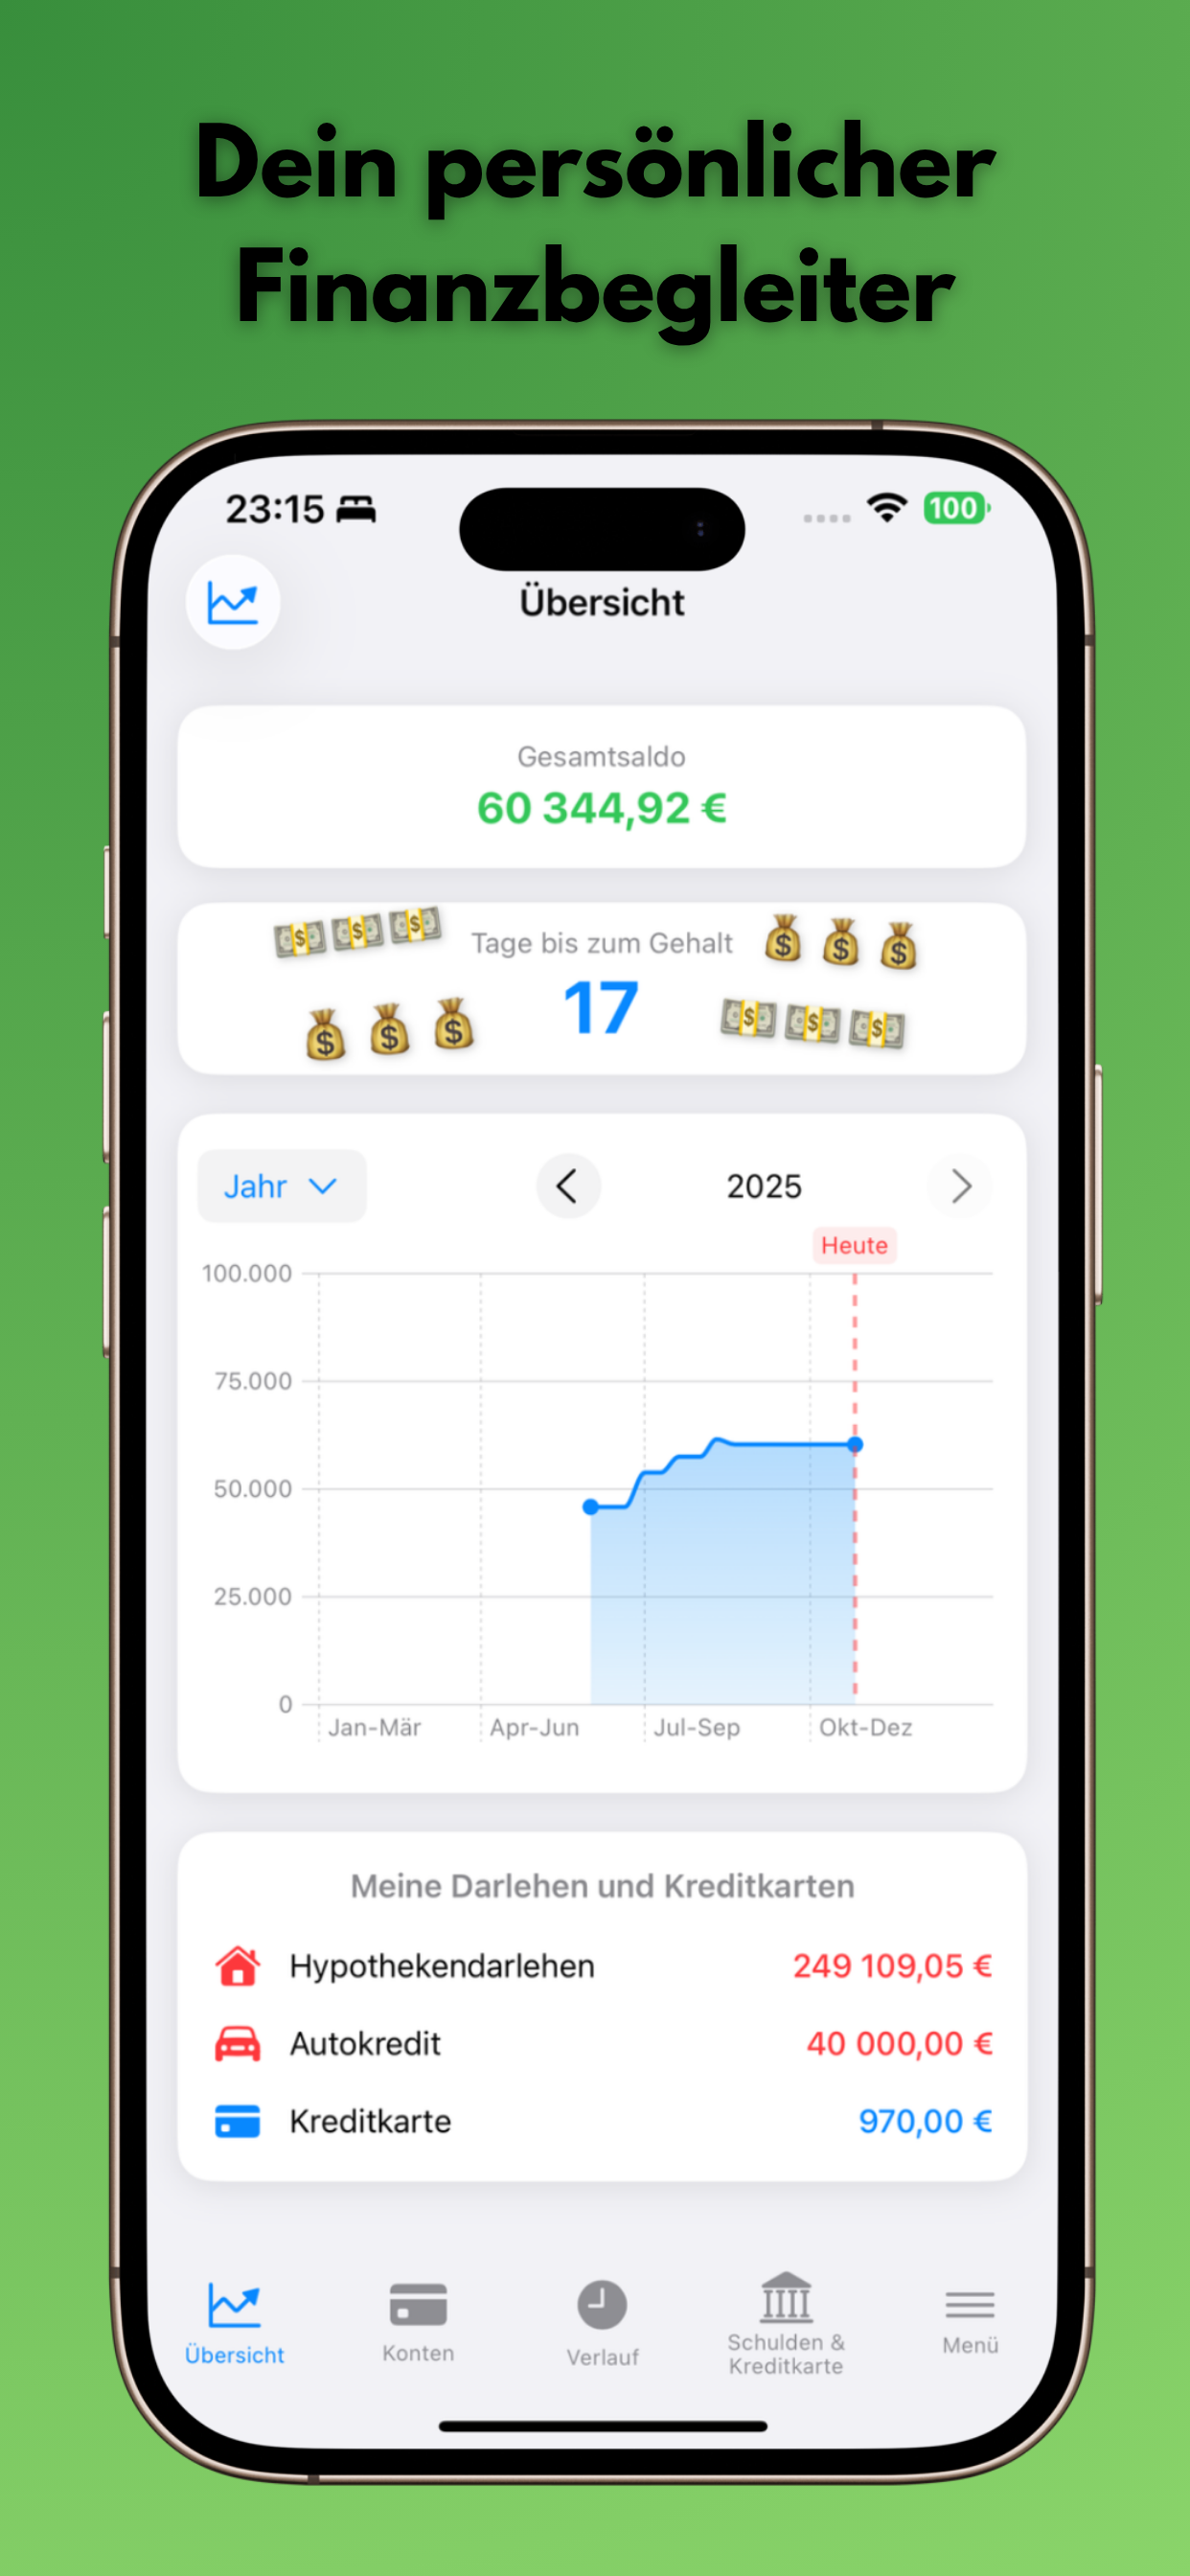 Dein persönlicher
Finanzbegleiter
23:15
100
Übersicht
Gesamtsaldo
60 344,92 €
Tage bis zum Gehalt
17
Jahr
2025
Heute
100.000
75.000
50.000
25.000
0
Jan-Mär
Apr-Jun
Jul-Sep
Okt-Dez
Meine Darlehen und Kreditkarten
Hypothekendarlehen 249 109,05 €
Autokredit 40 000,00 €
Kreditkarte 970,00 €
Übersicht
Konten
Verlauf
Schulden &
Kreditkarte
Menü